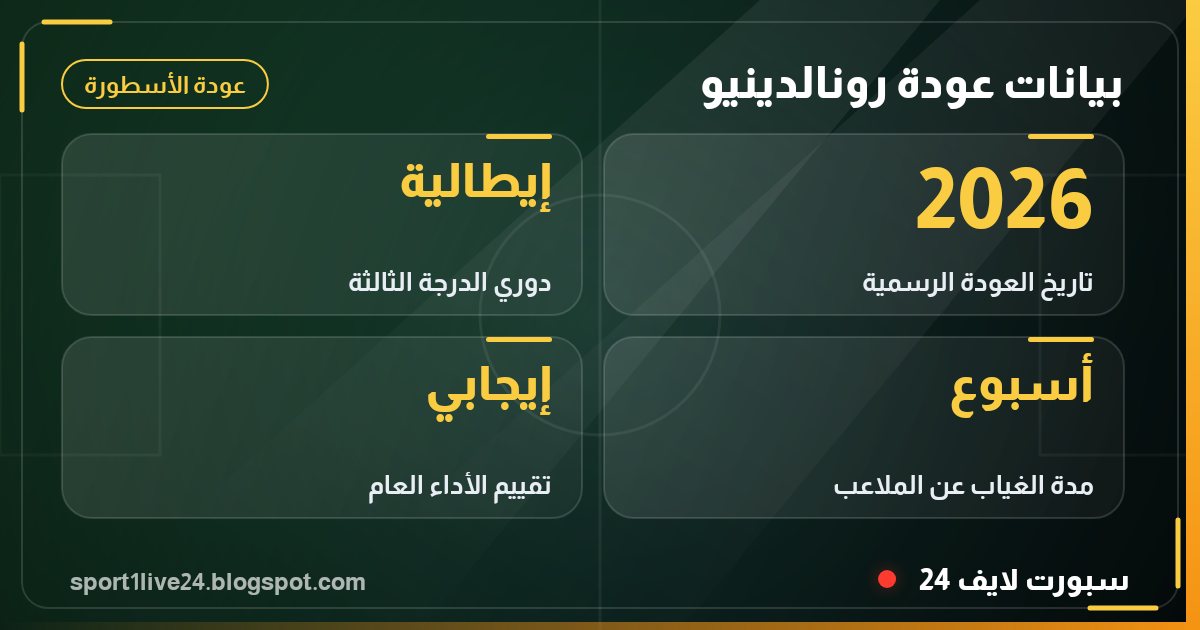 بيانات عودة رونالدينيو
عودة الأسطورة
2026
تاريخ العودة الرسمية
إيطالية
دوري الدرجة الثالثة
أسبوع
مدة الغياب عن الملاعب
إيجابي
تقييم الأداء العام
سبورت لايف 24
sport1live24.blogspot.com